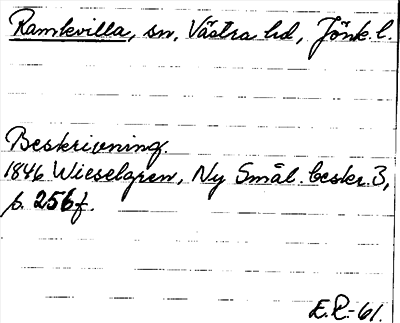 Ramkvilla, sn, Västra hd, Jönk. l.
Beskrivning.
1846 Wieselgren, Ny Smål. beskr. 3,
s. 256 f.
E.R.-61.